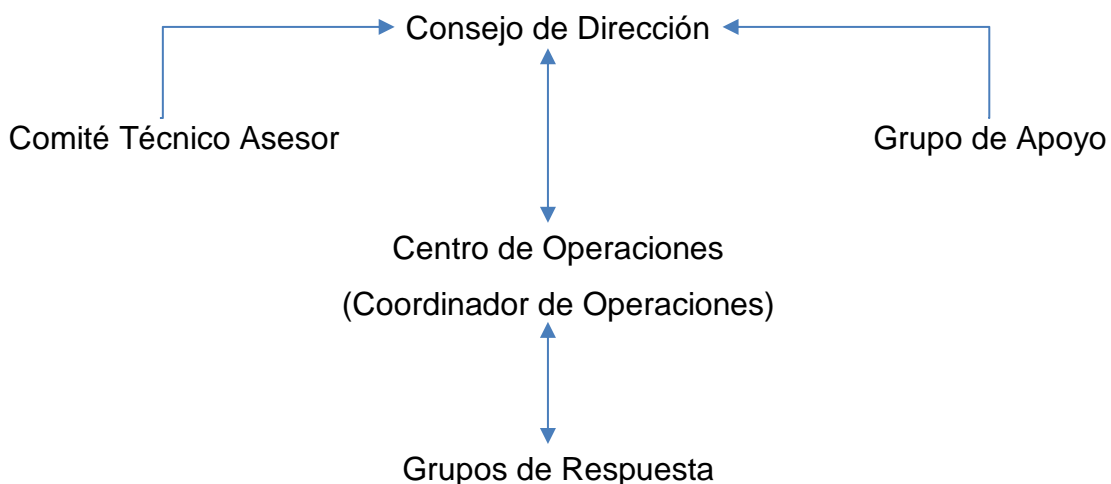 Consejo de Dirección
Comité Técnico Asesor
Grupo de Apoyo
Centro de Operaciones
(Coordinador de Operaciones)
Grupos de Respuesta